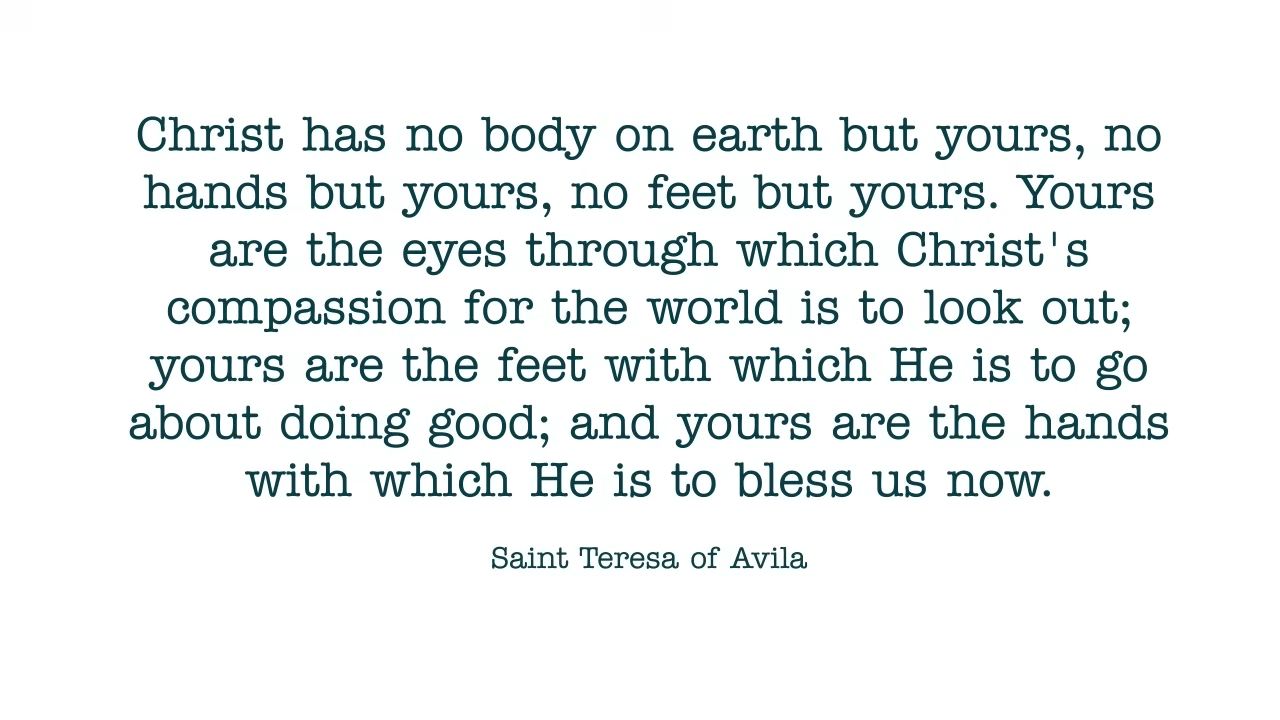 Christ has no body on earth but yours, no
hands but yours, no feet but yours. Yours
are the eyes through which Christ's
compassion for the world is to look out;
yours are the feet with which He is to go
about doing good; and yours are the hands
with which He is to bless us now.
Saint Teresa of Avila